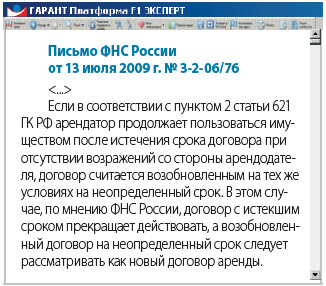 ГАРАНТ Платформа F1 ЭКСПЕРТ
Письмо ФНС России
от 13 июля 2009 г. № 3-2-06/76
<...>
Если в соответствии с пунктом 2 статьи 621
ГК РФ арендатор продолжает пользоваться иму-
ществом после истечения срока договора при
отсутствии возражений со стороны арендодате-
ля, договор считается возобновленным на тех же
условиях на неопределенный срок. В этом слу-
чае, по мнению ФНС России, договор с истекшим
сроком прекращает действовать, а возобновлен-
ный договор на неопределенный срок следует
рассматривать как новый договор аренды.